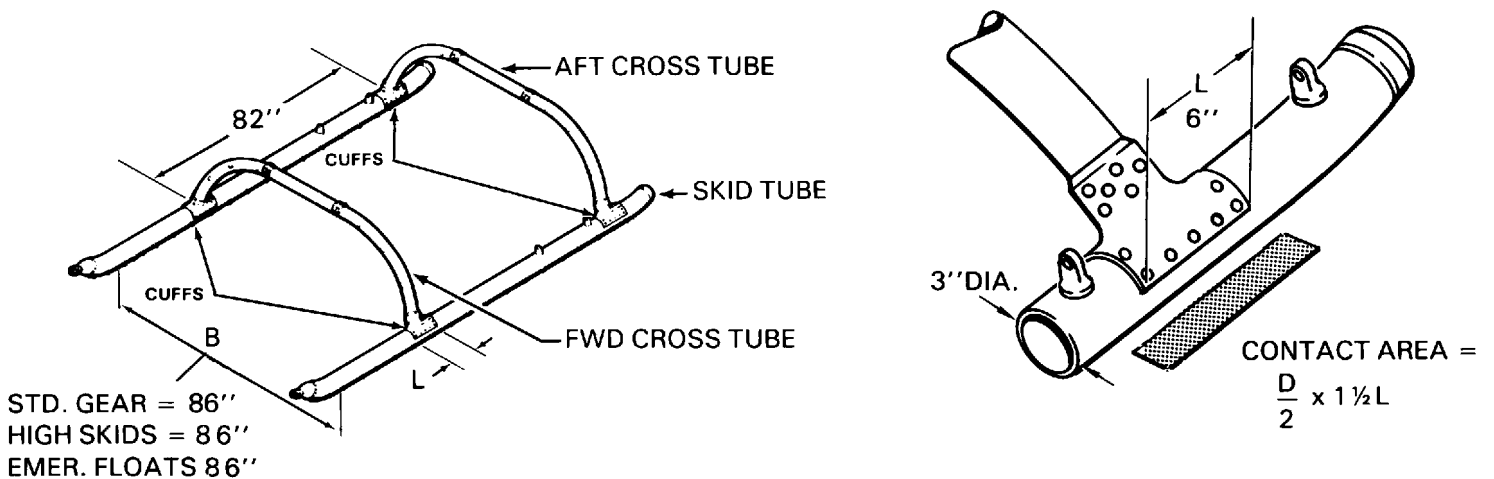 AFT CROSS TUBE
82''
CUFFS
SKID TUBE
CUFFS
B
FWD CROSS TUBE
L
STD. GEAR = 86''
HIGH SKIDS = 86''
EMER. FLOATS 86''
L
6''
3'' DIA.
CONTACT AREA =
D/2 x 1½L